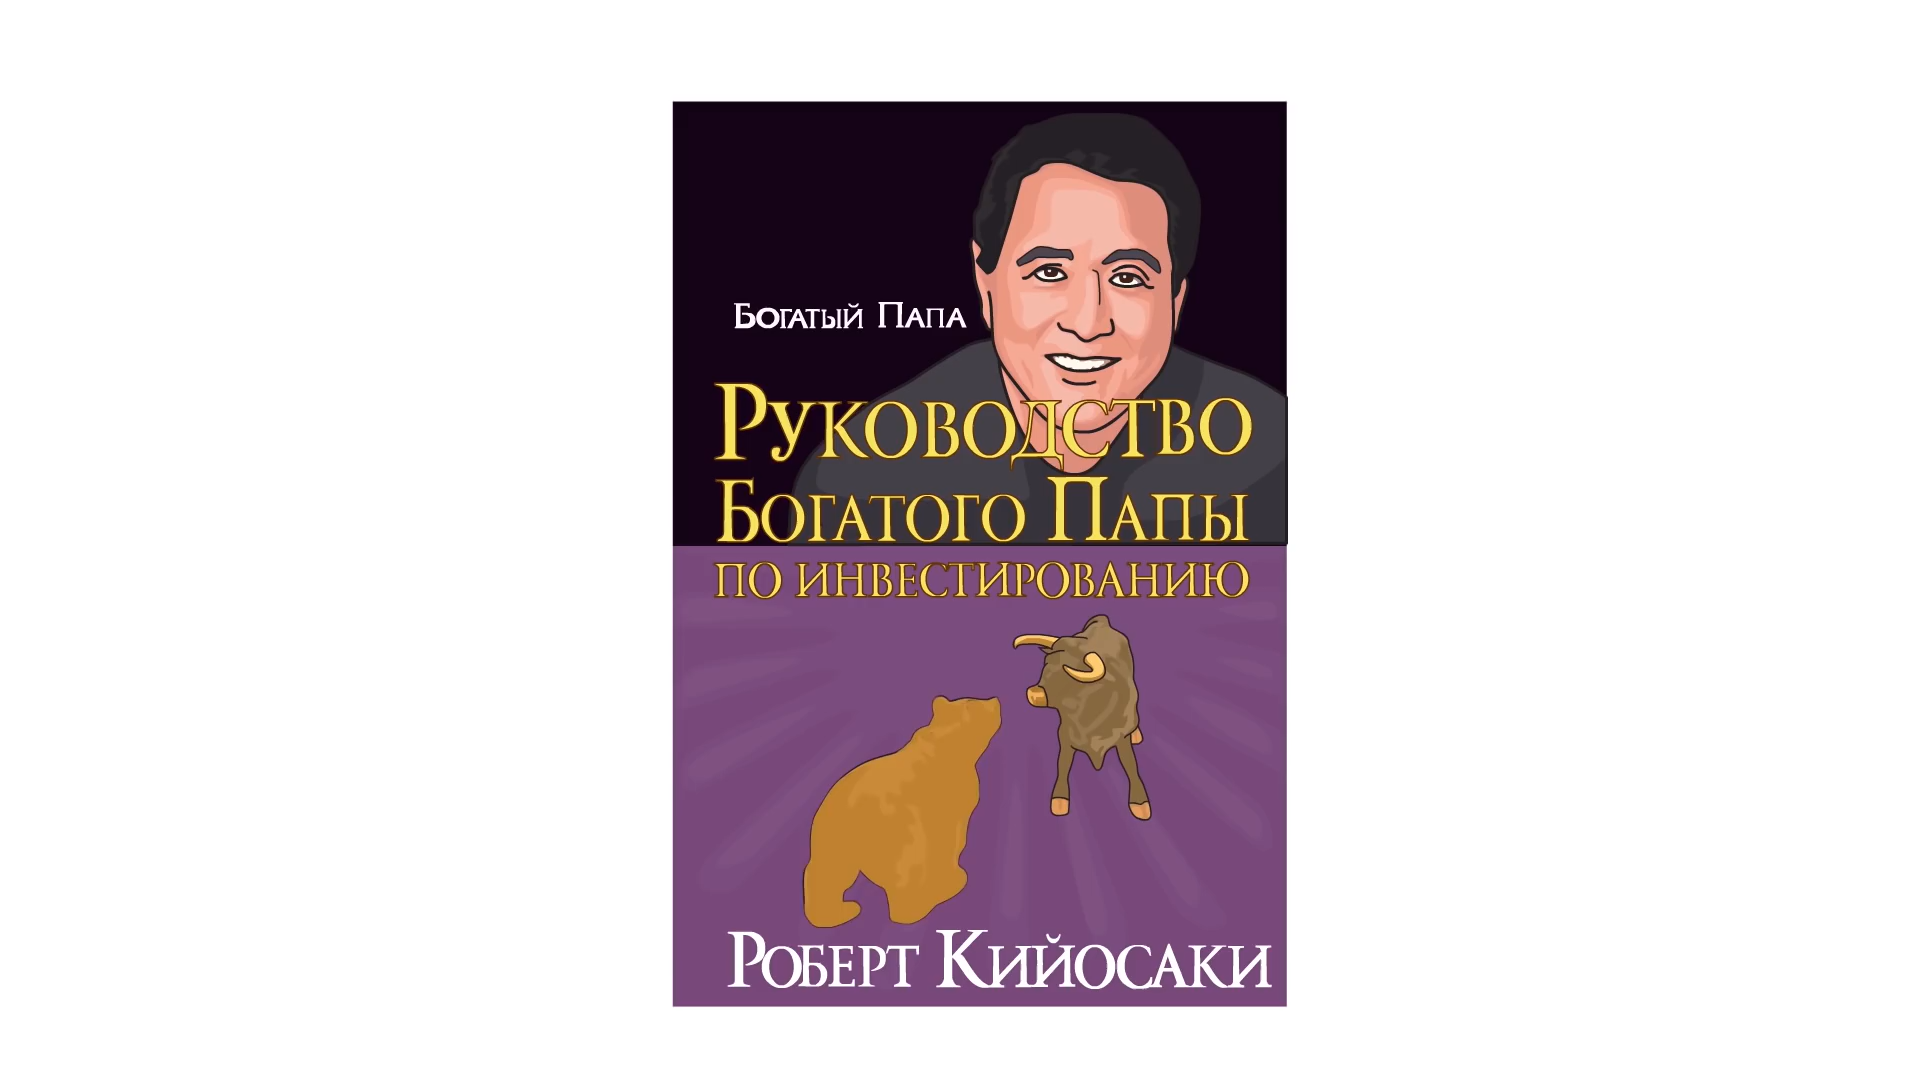 Богатый Папа
Руководство
Богатого Папы
по инвестированию
Роберт Кийосаки